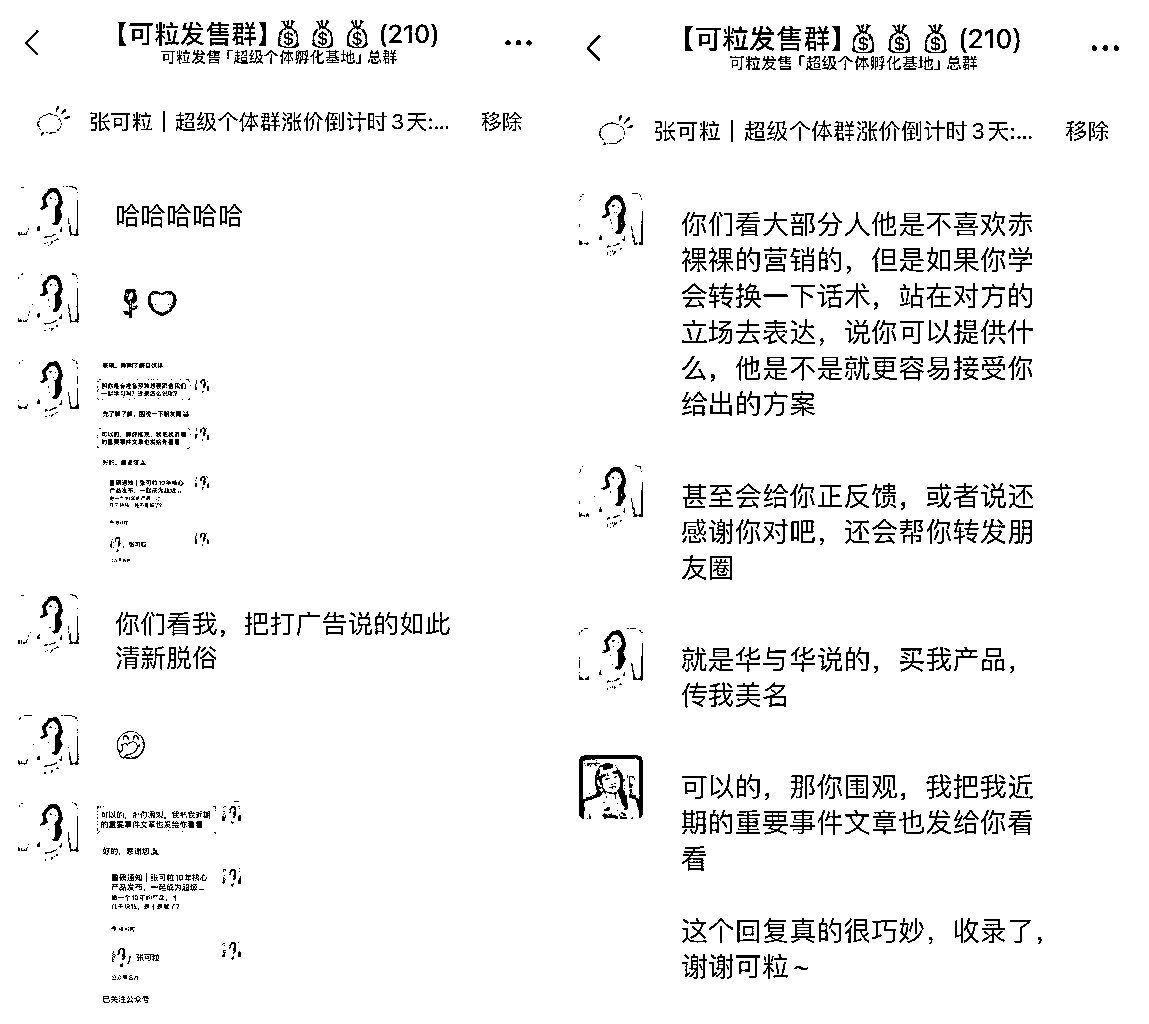 【可粒发售群】💰💰💰 (210)
可粒发售「超级个体孵化基地」总群
张可粒｜超级个体群涨价倒计时3天:...
移除
哈哈哈哈哈
你们看我，把打广告说的如此
清新脱俗
可以的，那你围观，我把我近期
的重要事件文章也发给你看看
好的，感谢您
重磅通知｜张可粒10年核心
产品发布，一起成为超级...
张可粒
已关注公众号
【可粒发售群】💰💰💰 (210)
可粒发售「超级个体孵化基地」总群
张可粒｜超级个体群涨价倒计时3天:...
移除
你们看大部分人他是不喜欢赤
裸裸的营销的，但是如果你学
会转换一下话术，站在对方的
立场去表达，说你可以提供什
么，他是不是就更容易接受你
给出的方案
甚至会给你正反馈，或者说还
感谢你对吧，还会帮你转发朋
友圈
就是华与华说的，买我产品，
传我美名
可以的，那你围观，我把我近
期的重要事件文章也发给你看
看
这个回复真的很巧妙，收录了，
谢谢可粒~